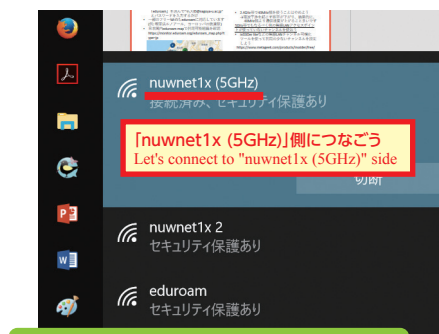 nuwnet1x (5GHz)
接続済み、セキュリティ保護あり
「nuwnet1x (5GHz)」側につなごう
Let's connect to "nuwnet1x (5GHz)" side
切断
nuwnet1x 2
セキュリティ保護あり
eduroam
セキュリティ保護あり